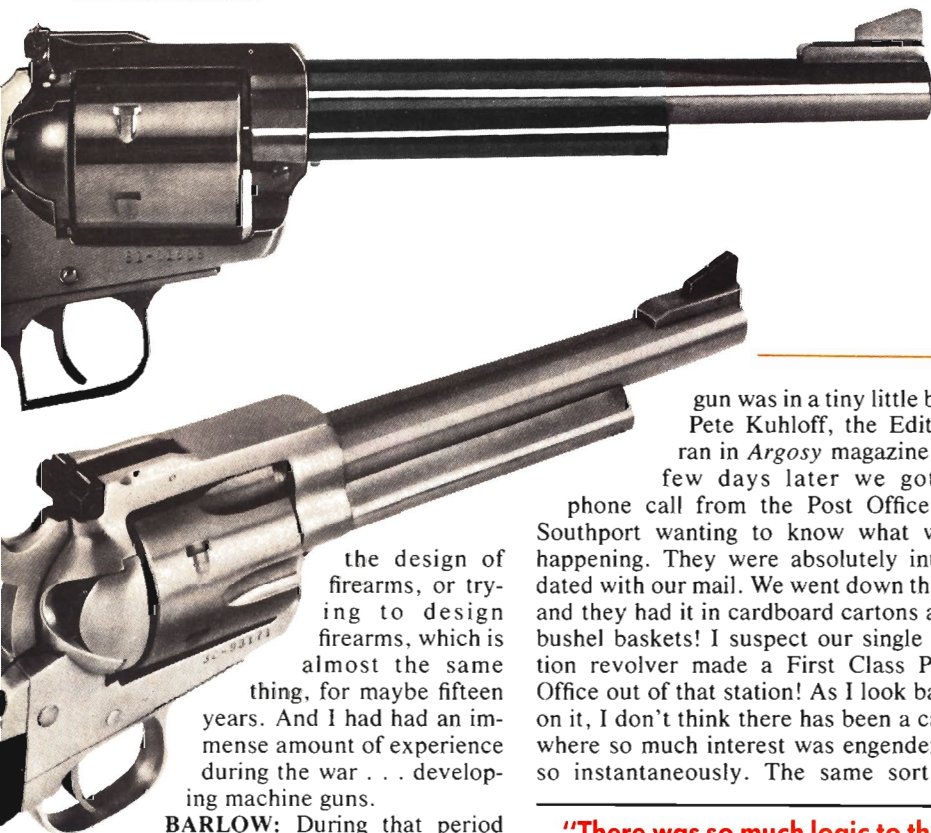 the design of
firearms, or try-
ing to design
firearms, which is
almost the same
thing, for maybe fifteen
years. And I had had an im-
mense amount of experience
during the war . . . develop-
ing machine guns.
BARLOW: During that period
gun was in a tiny little b
Pete Kuhloff, the Edit
ran in Argosy magazine
few days later we got
phone call from the Post Office
Southport wanting to know what w
happening. They were absolutely inu
dated with our mail. We went down th
and they had it in cardboard cartons a
bushel baskets! I suspect our single
tion revolver made a First Class P
Office out of that station! As I look ba
on it, I don't think there has been a ca
where so much interest was engender
so instantaneously. The same sort
"There was so much logic to th